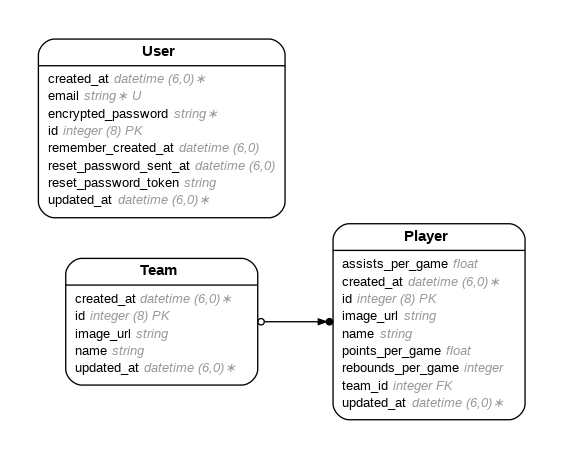 User
created_at datetime (6,0)∗
email string∗ U
encrypted_password string∗
id integer (8) PK
remember_created_at datetime (6,0)
reset_password_sent_at datetime (6,0)
reset_password_token string
updated_at datetime (6,0)∗
Team
created_at datetime (6,0)∗
id integer (8) PK
image_url string
name string
updated_at datetime (6,0)∗
Player
assists_per_game float
created_at datetime (6,0)∗
id integer (8) PK
image_url string
name string
points_per_game float
rebounds_per_game integer
team_id integer FK
updated_at datetime (6,0)∗